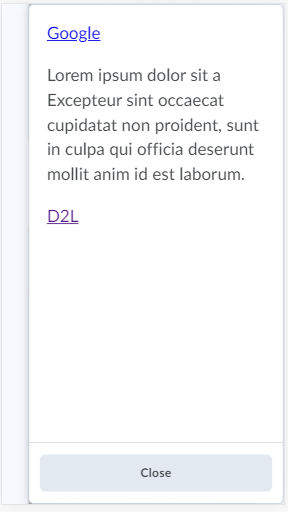 Google
Lorem ipsum dolor sit a
Excepteur sint occaecat
cupidatat non proident, sunt
in culpa qui officia deserunt
mollit anim id est laborum.
D2L
Close